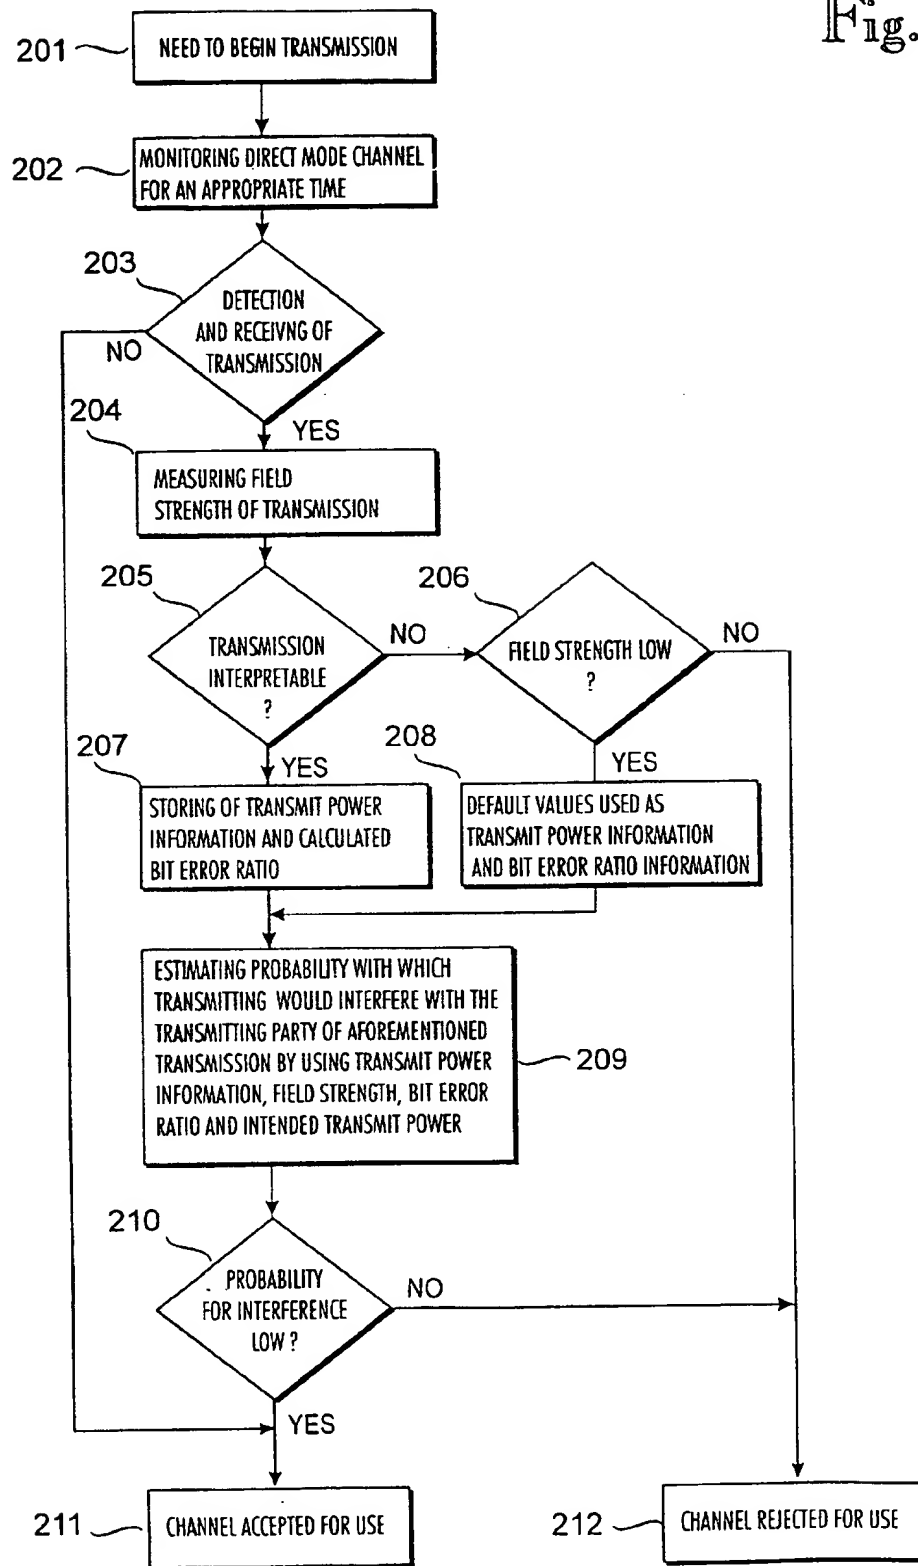 Fig.
201
NEED TO BEGIN TRANSMISSION
202
MONITORING DIRECT MODE CHANNEL
FOR AN APPROPRIATE TIME
203
DETECTION
AND RECEIVNG OF
TRANSMISSION
NO
YES
204
MEASURING FIELD
STRENGTH OF TRANSMISSION
205
TRANSMISSION
INTERPRETABLE
?
NO
206
FIELD STRENGTH LOW
?
NO
YES
YES
207
STORING OF TRANSMIT POWER
INFORMATION AND CALCULATED
BIT ERROR RATIO
208
DEFAULT VALUES USED AS
TRANSMIT POWER INFORMATION
AND BIT ERROR RATIO INFORMATION
ESTIMATING PROBABILITY WITH WHICH
TRANSMITTING WOULD INTERFERE WITH THE
TRANSMITTING PARTY OF AFOREMENTIONED
TRANSMISSION BY USING TRANSMIT POWER
INFORMATION, FIELD STRENGTH, BIT ERROR
RATIO AND INTENDED TRANSMIT POWER
209
210
PROBABILITY
FOR INTERFERENCE
LOW ?
NO
YES
211
CHANNEL ACCEPTED FOR USE
212
CHANNEL REJECTED FOR USE